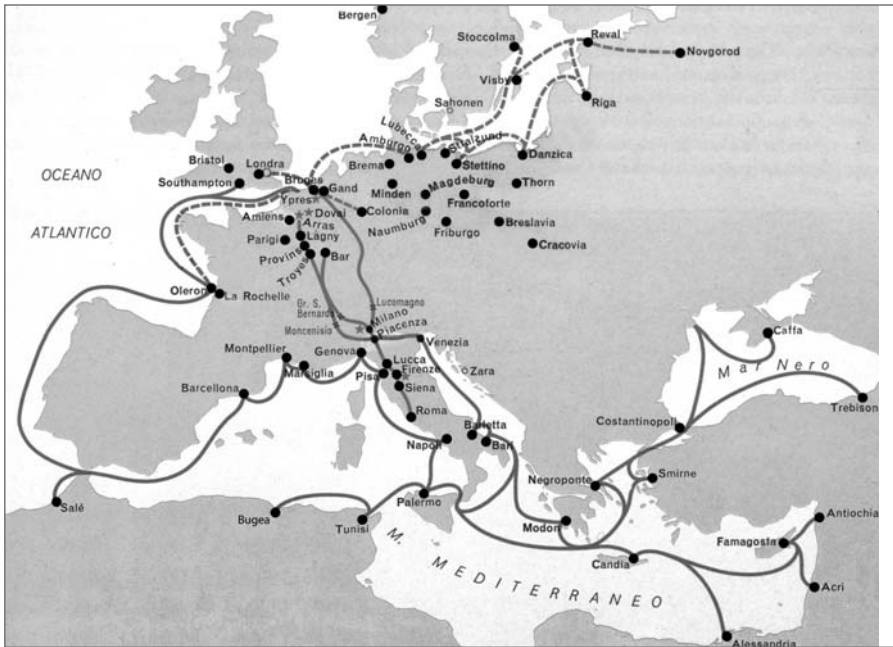 Bergen
Stoccolma
Reval
Novgorod
Visby
Sahonen
Riga
Lubecca
Amburgo
Stralzund
Danzica
Bristol
Londra
Brema
Stettino
OCEANO
Southampton
Bruges
Gand
Minden
Magdeburg
Thorn
Ypres
Francoforte
Amiens
Dovai
Colonia
Arras
Naumburg
Friburgo
Breslavia
ATLANTICO
Parigi
Lagny
Cracovia
Provins
Troyes
Bar
Oleron
La Rochelle
Gr. S.
Bernardo
Lucomagno
Moncenisio
Milano
Piacenza
Caffa
Montpellier
Genova
Venezia
Mar Nero
Marsiglia
Lucca
Firenze
Zara
Pisa
Siena
Barcellona
Trebison
Roma
Barletta
Costantinopoli
Napoli
Bari
Negroponte
Smirne
Salé
Bugea
Tunisi
Palermo
Modon
Antiochia
Famagosta
M. MEDITERRANEO
Candia
Acri
Alessandria